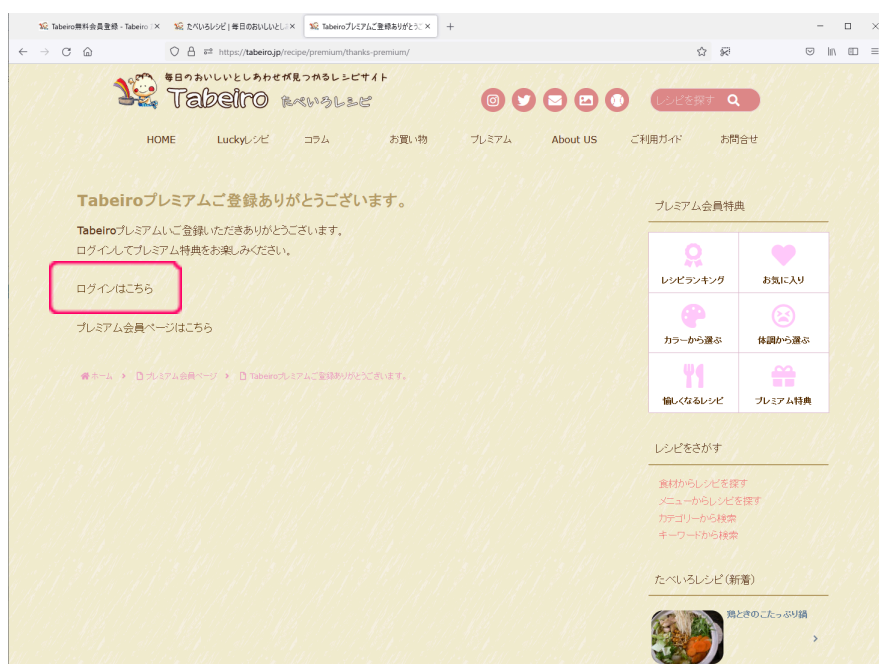 Tabeiro無料会員登録 - Tabeiro
たべいろレシピ | 毎日のおいしいとし
Tabeiroプレミアムご登録ありがとうご
https://tabeiro.jp/recipe/premium/thanks-premium/
毎日のおいしいとしあわせが見つかるレシピサイト
Tabeiro たべいろレシピ
レシピを探す
HOME Luckyレシピ コラム お買い物 プレミアム About US ご利用ガイド お問合せ
Tabeiroプレミアムご登録ありがとうございます。
Tabeiroプレミアムいご登録いただきありがとうございます。
ログインしてプレミアム特典をお楽しみください。
ログインはこちら
プレミアム会員ページはこちら
ホーム プレミアム会員ページ Tabeiroプレミアムご登録ありがとうございます。
プレミアム会員特典
レシピランキング お気に入り
カラーから選ぶ 体調から選ぶ
愉しくなるレシピ プレミアム特典
レシピをさがす
食材からレシピを探す
メニューからレシピを探す
カテゴリーから検索
キーワードから検索
たべいろレシピ(新着)
鶏ときのこたっぷり鍋